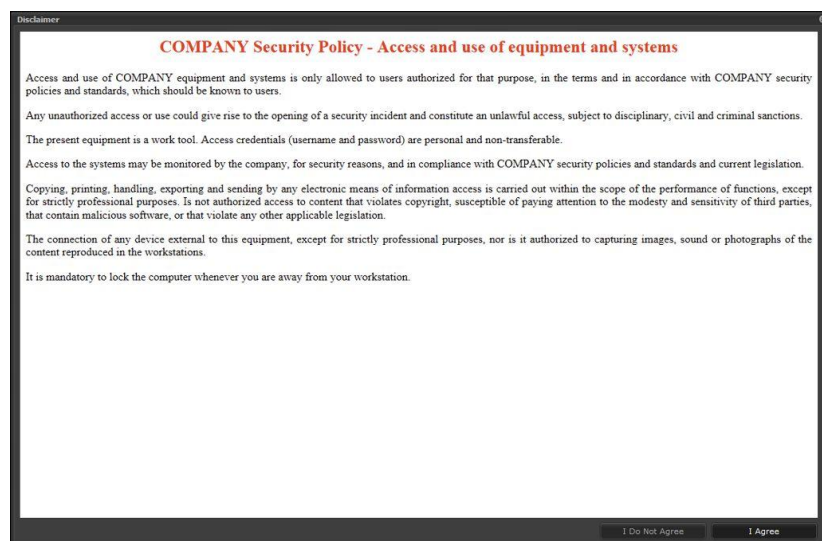 Disclaimer
COMPANY Security Policy - Access and use of equipment and systems
Access and use of COMPANY equipment and systems is only allowed to users authorized for that purpose, in the terms and in accordance with COMPANY security
policies and standards, which should be known to users.
Any unauthorized access or use could give rise to the opening of a security incident and constitute an unlawful access, subject to disciplinary, civil and criminal sanctions.
The present equipment is a work tool. Access credentials (username and password) are personal and non-transferable.
Access to the systems may be monitored by the company, for security reasons, and in compliance with COMPANY security policies and standards and current legislation.
Copying, printing, handling, exporting and sending by any electronic means of information access is carried out within the scope of the performance of functions, except
for strictly professional purposes. Is not authorized access to content that violates copyright, susceptible of paying attention to the modesty and sensitivity of third parties,
that contain malicious software, or that violate any other applicable legislation.
The connection of any device external to this equipment, except for strictly professional purposes, nor is it authorized to capturing images, sound or photographs of the
content reproduced in the workstations.
It is mandatory to lock the computer whenever you are away from your workstation.
I Do Not Agree
I Agree